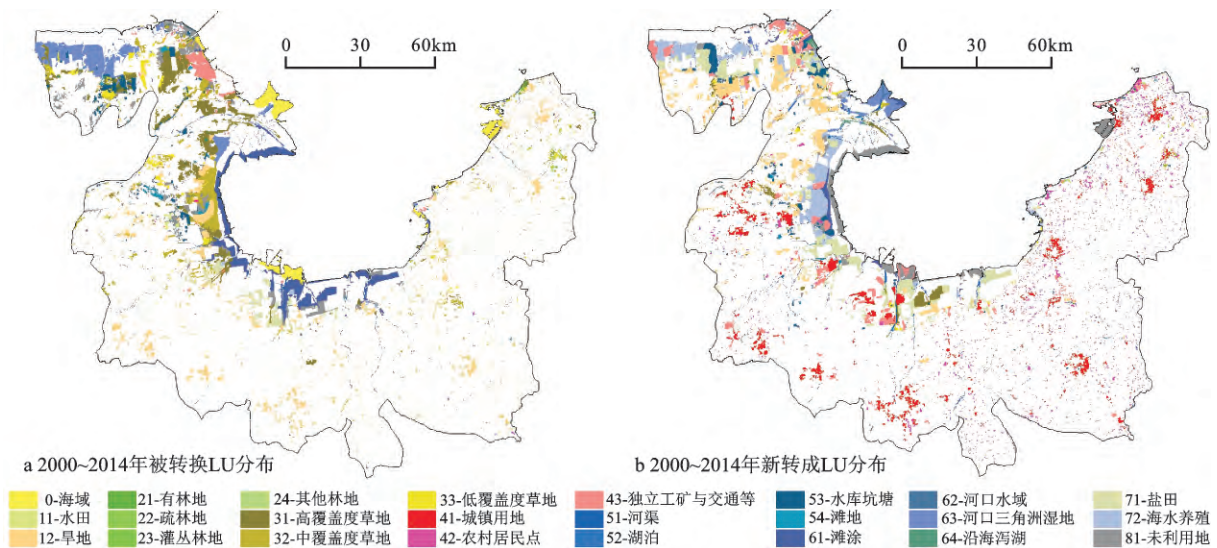 0 30 60km
0 30 60km
a 2000~2014年被转换LU分布
b 2000~2014年新转成LU分布
0-海域 21-有林地 24-其他林地 33-低覆盖度草地 43-独立工矿与交通等 53-水库坑塘 62-河口水域 71-盐田
11-水田 22-疏林地 31-高覆盖度草地 41-城镇用地 51-河渠 54-滩地 63-河口三角洲湿地 72-海水养殖
12-旱地 23-灌丛林地 32-中覆盖度草地 42-农村居民点 52-湖泊 61-滩涂 64-沿海泻湖 81-未利用地